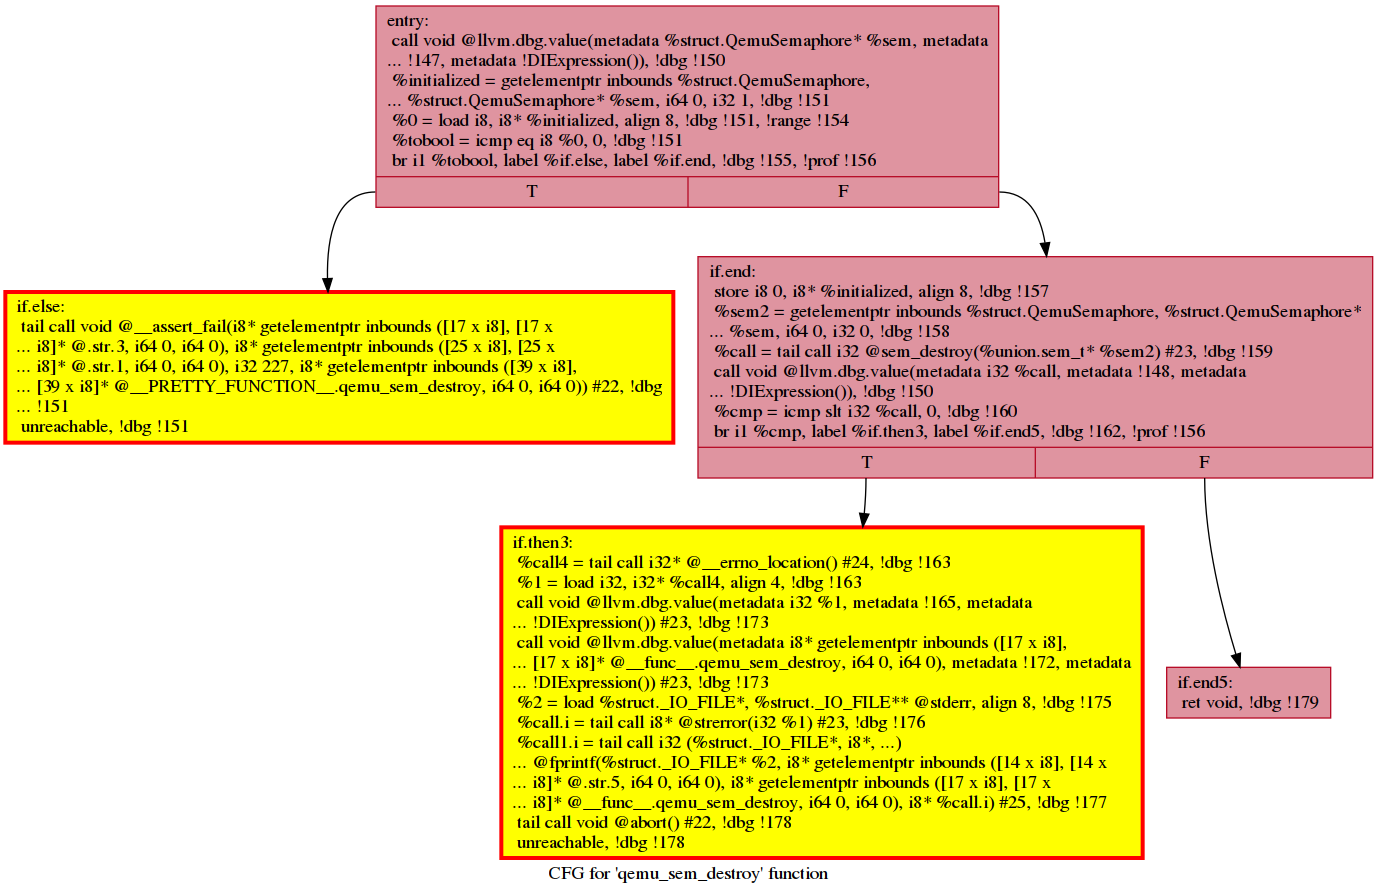 entry:
call void @llvm.dbg.value(metadata %struct.QemuSemaphore* %sem, metadata
... !147, metadata !DIExpression()), !dbg !150
%initialized = getelementptr inbounds %struct.QemuSemaphore,
... %struct.QemuSemaphore* %sem, i64 0, i32 1, !dbg !151
%0 = load i8, i8* %initialized, align 8, !dbg !151, !range !154
%tobool = icmp eq i8 %0, 0, !dbg !151
br i1 %tobool, label %if.else, label %if.end, !dbg !155, !prof !156
T
F
if.else:
tail call void @__assert_fail(i8* getelementptr inbounds ([17 x i8], [17 x
... i8]* @.str.3, i64 0, i64 0), i8* getelementptr inbounds ([25 x i8], [25 x
... i8]* @.str.1, i64 0, i64 0), i32 227, i8* getelementptr inbounds ([39 x i8],
... [39 x i8]* @__PRETTY_FUNCTION__.qemu_sem_destroy, i64 0, i64 0)) #22, !dbg
... !151
unreachable, !dbg !151
if.end:
store i8 0, i8* %initialized, align 8, !dbg !157
%sem2 = getelementptr inbounds %struct.QemuSemaphore, %struct.QemuSemaphore*
... %sem, i64 0, i32 0, !dbg !158
%call = tail call i32 @sem_destroy(%union.sem_t* %sem2) #23, !dbg !159
call void @llvm.dbg.value(metadata i32 %call, metadata !148, metadata
... !DIExpression()), !dbg !150
%cmp = icmp slt i32 %call, 0, !dbg !160
br i1 %cmp, label %if.then3, label %if.end5, !dbg !162, !prof !156
T
F
if.then3:
%call4 = tail call i32* @__errno_location() #24, !dbg !163
%1 = load i32, i32* %call4, align 4, !dbg !163
call void @llvm.dbg.value(metadata i32 %1, metadata !165, metadata
... !DIExpression()) #23, !dbg !173
call void @llvm.dbg.value(metadata i8* getelementptr inbounds ([17 x i8],
... [17 x i8]* @__func__.qemu_sem_destroy, i64 0, i64 0), metadata !172, metadata
... !DIExpression()) #23, !dbg !173
%2 = load %struct._IO_FILE*, %struct._IO_FILE** @stderr, align 8, !dbg !175
%call.i = tail call i8* @strerror(i32 %1) #23, !dbg !176
%call1.i = tail call i32 (%struct._IO_FILE*, i8*, ...)
... @fprintf(%struct._IO_FILE* %2, i8* getelementptr inbounds ([14 x i8], [14 x
... i8]* @.str.5, i64 0, i64 0), i8* getelementptr inbounds ([17 x i8], [17 x
... i8]* @__func__.qemu_sem_destroy, i64 0, i64 0), i8* %call.i) #25, !dbg !177
tail call void @abort() #22, !dbg !178
unreachable, !dbg !178
if.end5:
ret void, !dbg !179
CFG for 'qemu_sem_destroy' function